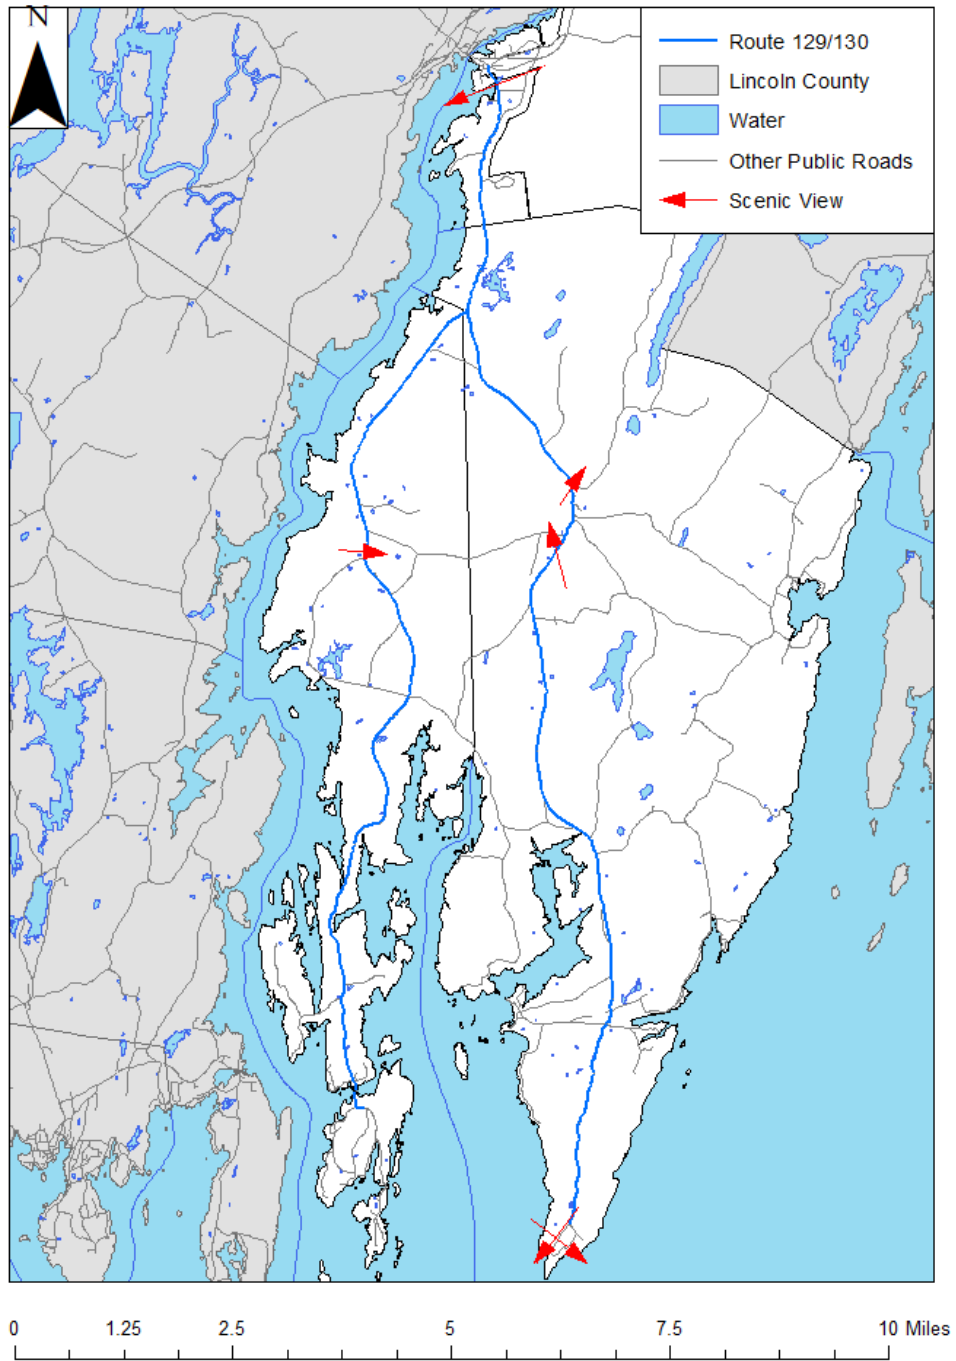 N
Route 129/130
Lincoln County
Water
Other Public Roads
Scenic View
0 1.25 2.5 5 7.5 10 Miles